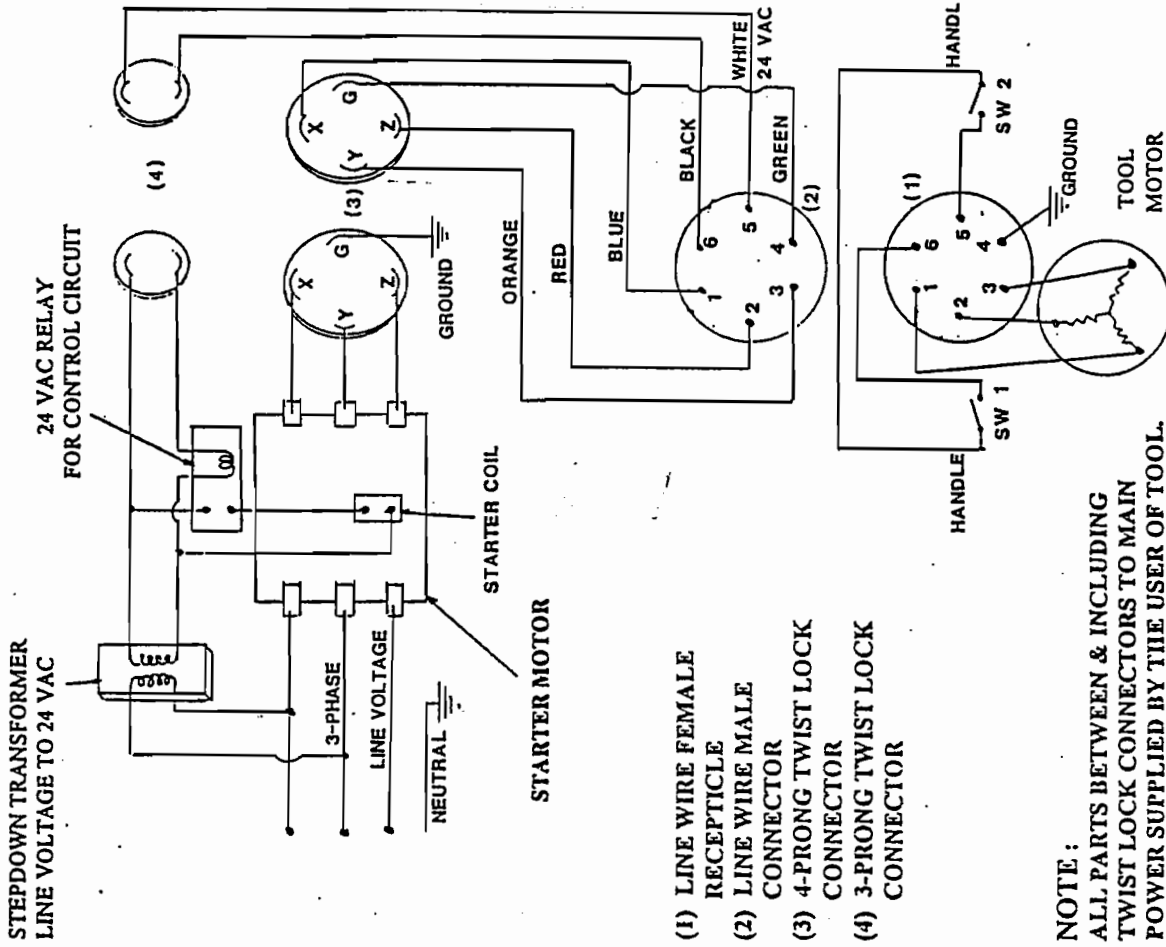 STEPDOWN TRANSFORMER
LINE VOLTAGE TO 24 VAC
24 VAC RELAY
FOR CONTROL CIRCUIT
(4)
X
Y
Z
G
(3)
X
Y
Z
G
GROUND
3-PHASE
LINE VOLTAGE
NEUTRAL
STARTER COIL
STARTER MOTOR
ORANGE
RED
BLUE
BLACK
WHITE
24 VAC
GREEN
1
2
3
4
5
6
(2)
1
2
3
4
5
6
(1)
GROUND
HANDLE
SW 1
HANDL
SW 2
TOOL
MOTOR
(1) LINE WIRE FEMALE
RECEPTICLE
(2) LINE WIRE MALE
CONNECTOR
(3) 4-PRONG TWIST LOCK
CONNECTOR
(4) 3-PRONG TWIST LOCK
CONNECTOR
NOTE :
ALL PARTS BETWEEN & INCLUDING
TWIST LOCK CONNECTORS TO MAIN
POWER SUPPLIED BY THE USER OF TOOL.